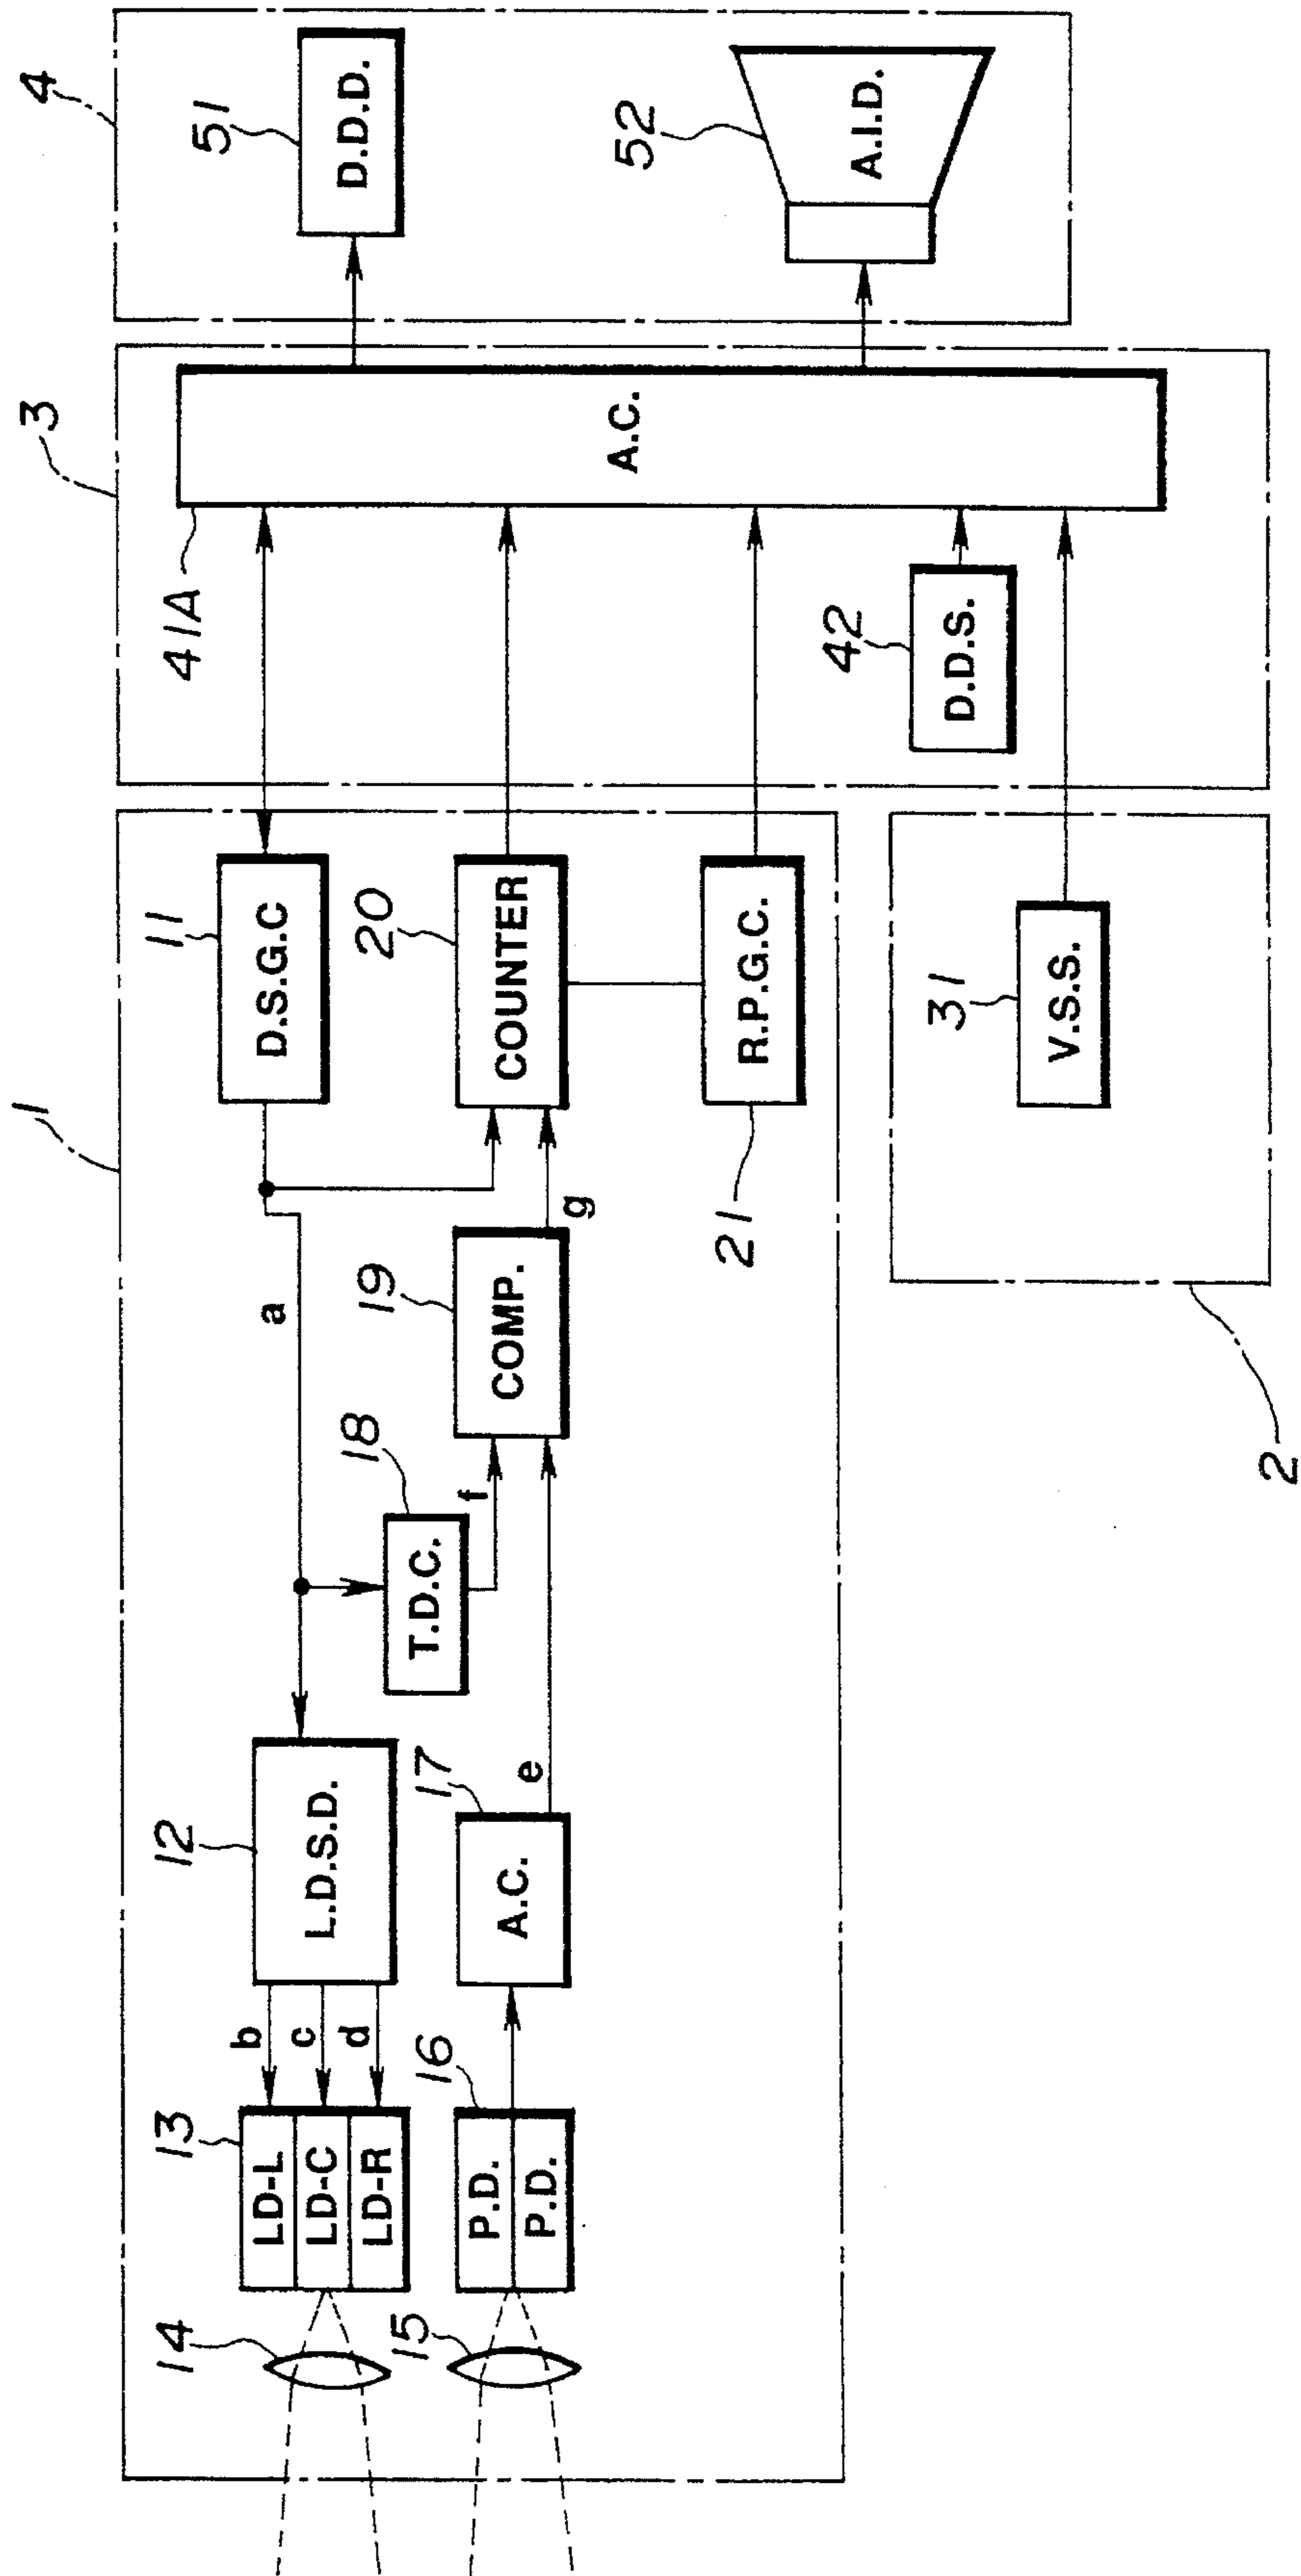 1
3
4
11
D.S.G.C
41A
51
D.D.D.
a
12
L.D.S.D.
b
c
d
13
LD-L
LD-C
LD-R
14
18
T.D.C.
f
19
COMP.
g
20
COUNTER
A.C.
15
16
P.D.
P.D.
17
A.C.
e
52
A.I.D.
21
R.P.G.C.
42
D.D.S.
31
V.S.S.
2